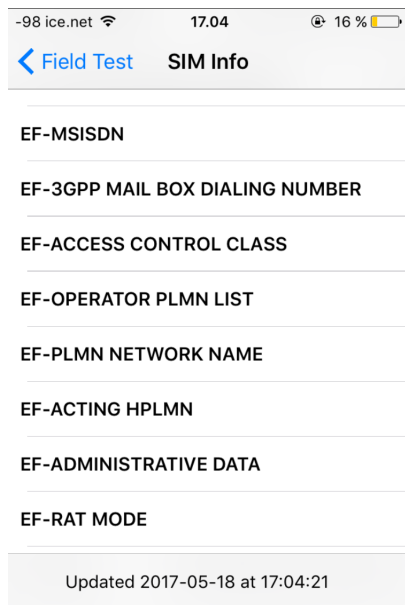 -98 ice.net 17.04 16 %
Field Test SIM Info
EF-MSISDN
EF-3GPP MAIL BOX DIALING NUMBER
EF-ACCESS CONTROL CLASS
EF-OPERATOR PLMN LIST
EF-PLMN NETWORK NAME
EF-ACTING HPLMN
EF-ADMINISTRATIVE DATA
EF-RAT MODE
Updated 2017-05-18 at 17:04:21